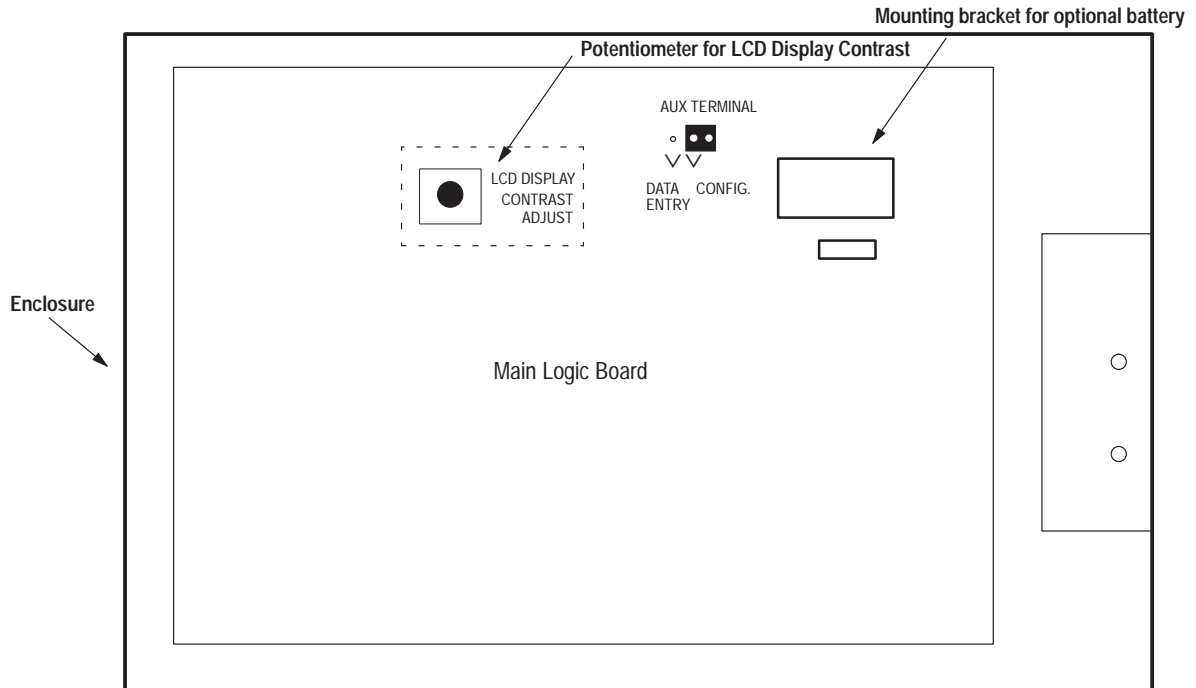 Mounting bracket for optional battery
Potentiometer for LCD Display Contrast
AUX TERMINAL
LCD DISPLAY
CONTRAST
ADJUST
DATA CONFIG.
ENTRY
Enclosure
Main Logic Board